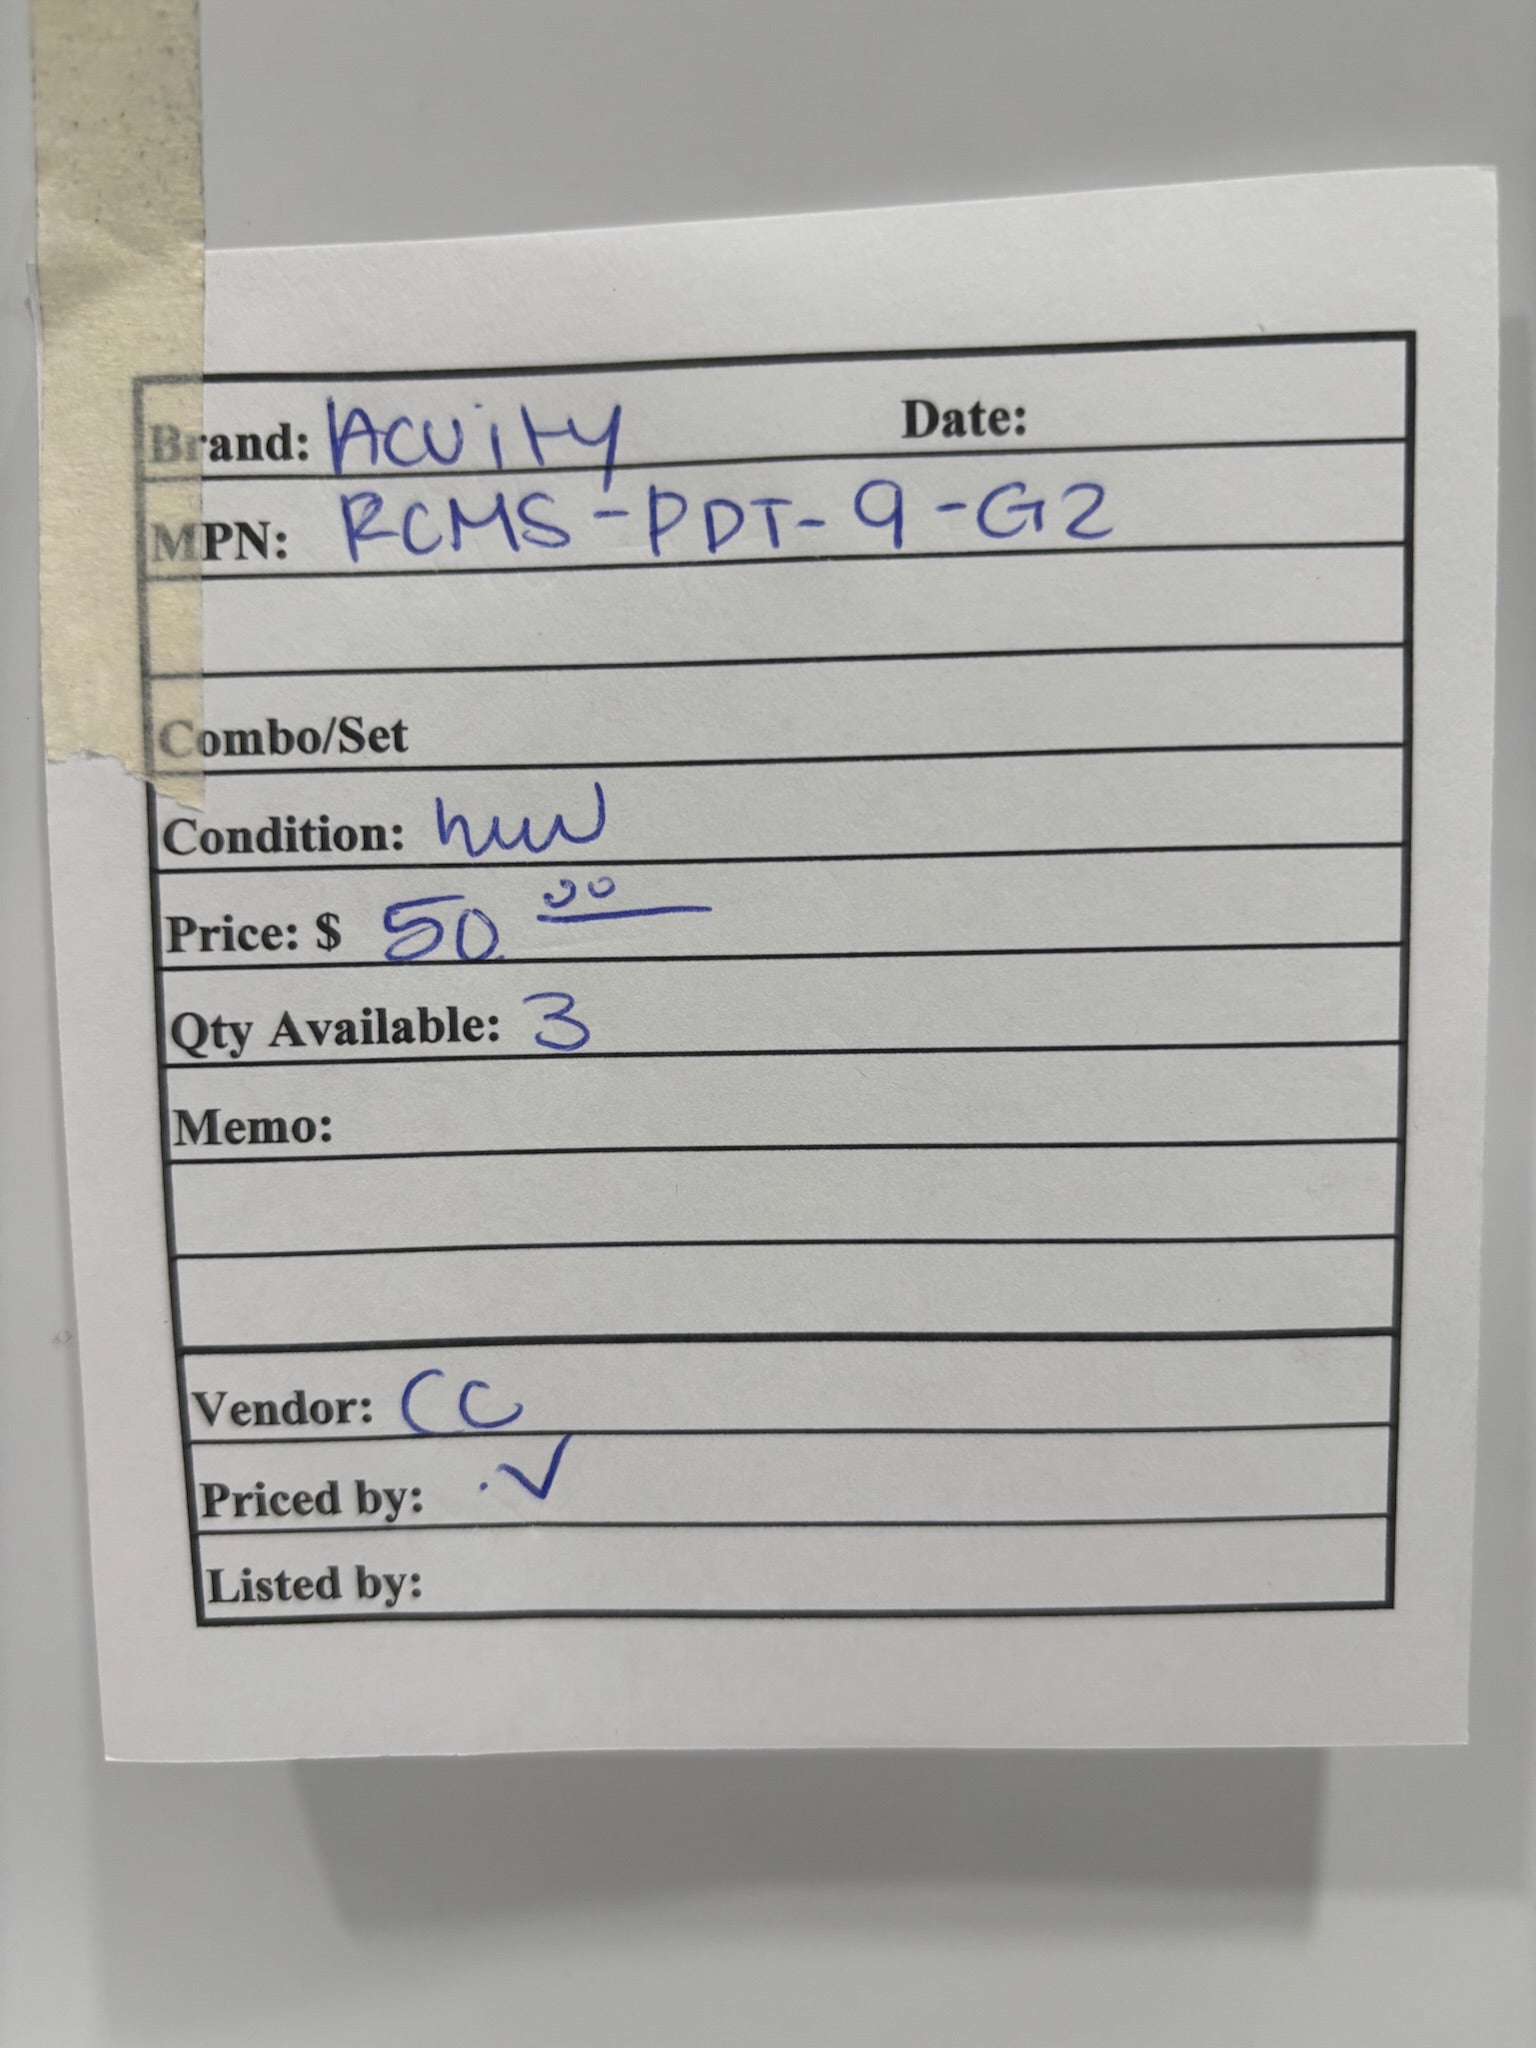 Brand: Acuity Date:
MPN: RCMS-PDT-9-G2
Combo/Set
Condition: new
Price: $ 50.00
Qty Available: 3
Memo:
Vendor: CC
Priced by: .✓
Listed by: